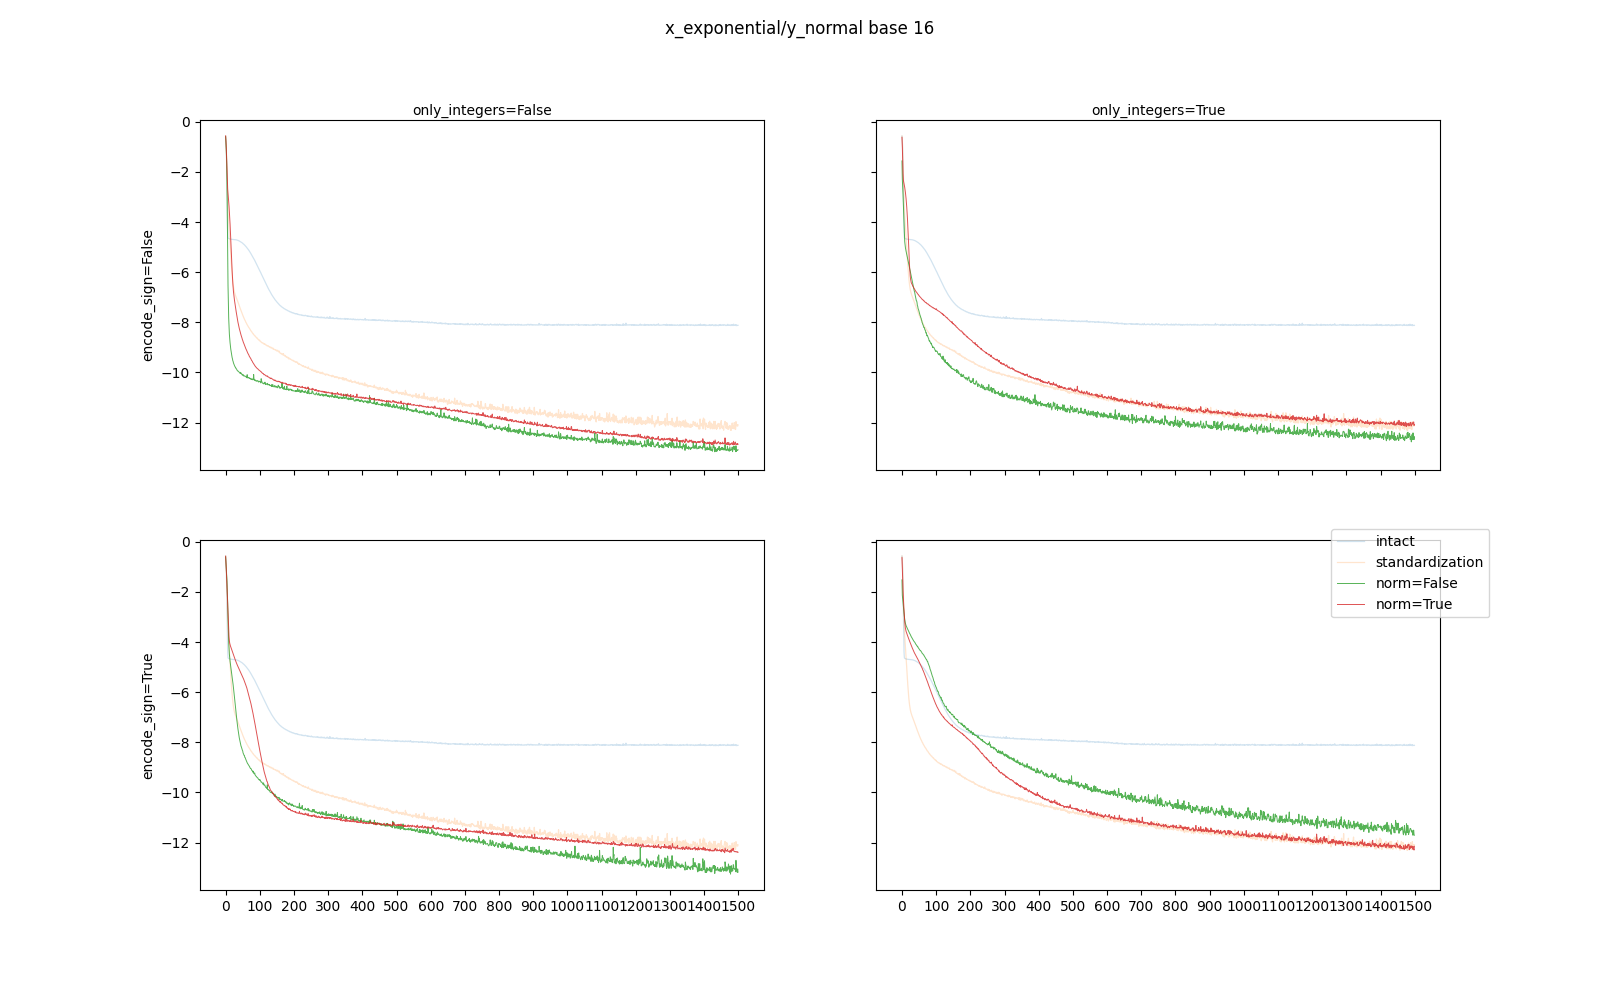 x_exponential/y_normal base 16
only_integers=False
only_integers=True
0
−2
−4
−6
−8
−10
−12
encode_sign=False
0
−2
−4
−6
−8
−10
−12
encode_sign=True
0 100 200 300 400 500 600 700 800 900 1000 1100 1200 1300 1400 1500
0 100 200 300 400 500 600 700 800 900 1000 1100 1200 1300 1400 1500
intact
standardization
norm=False
norm=True